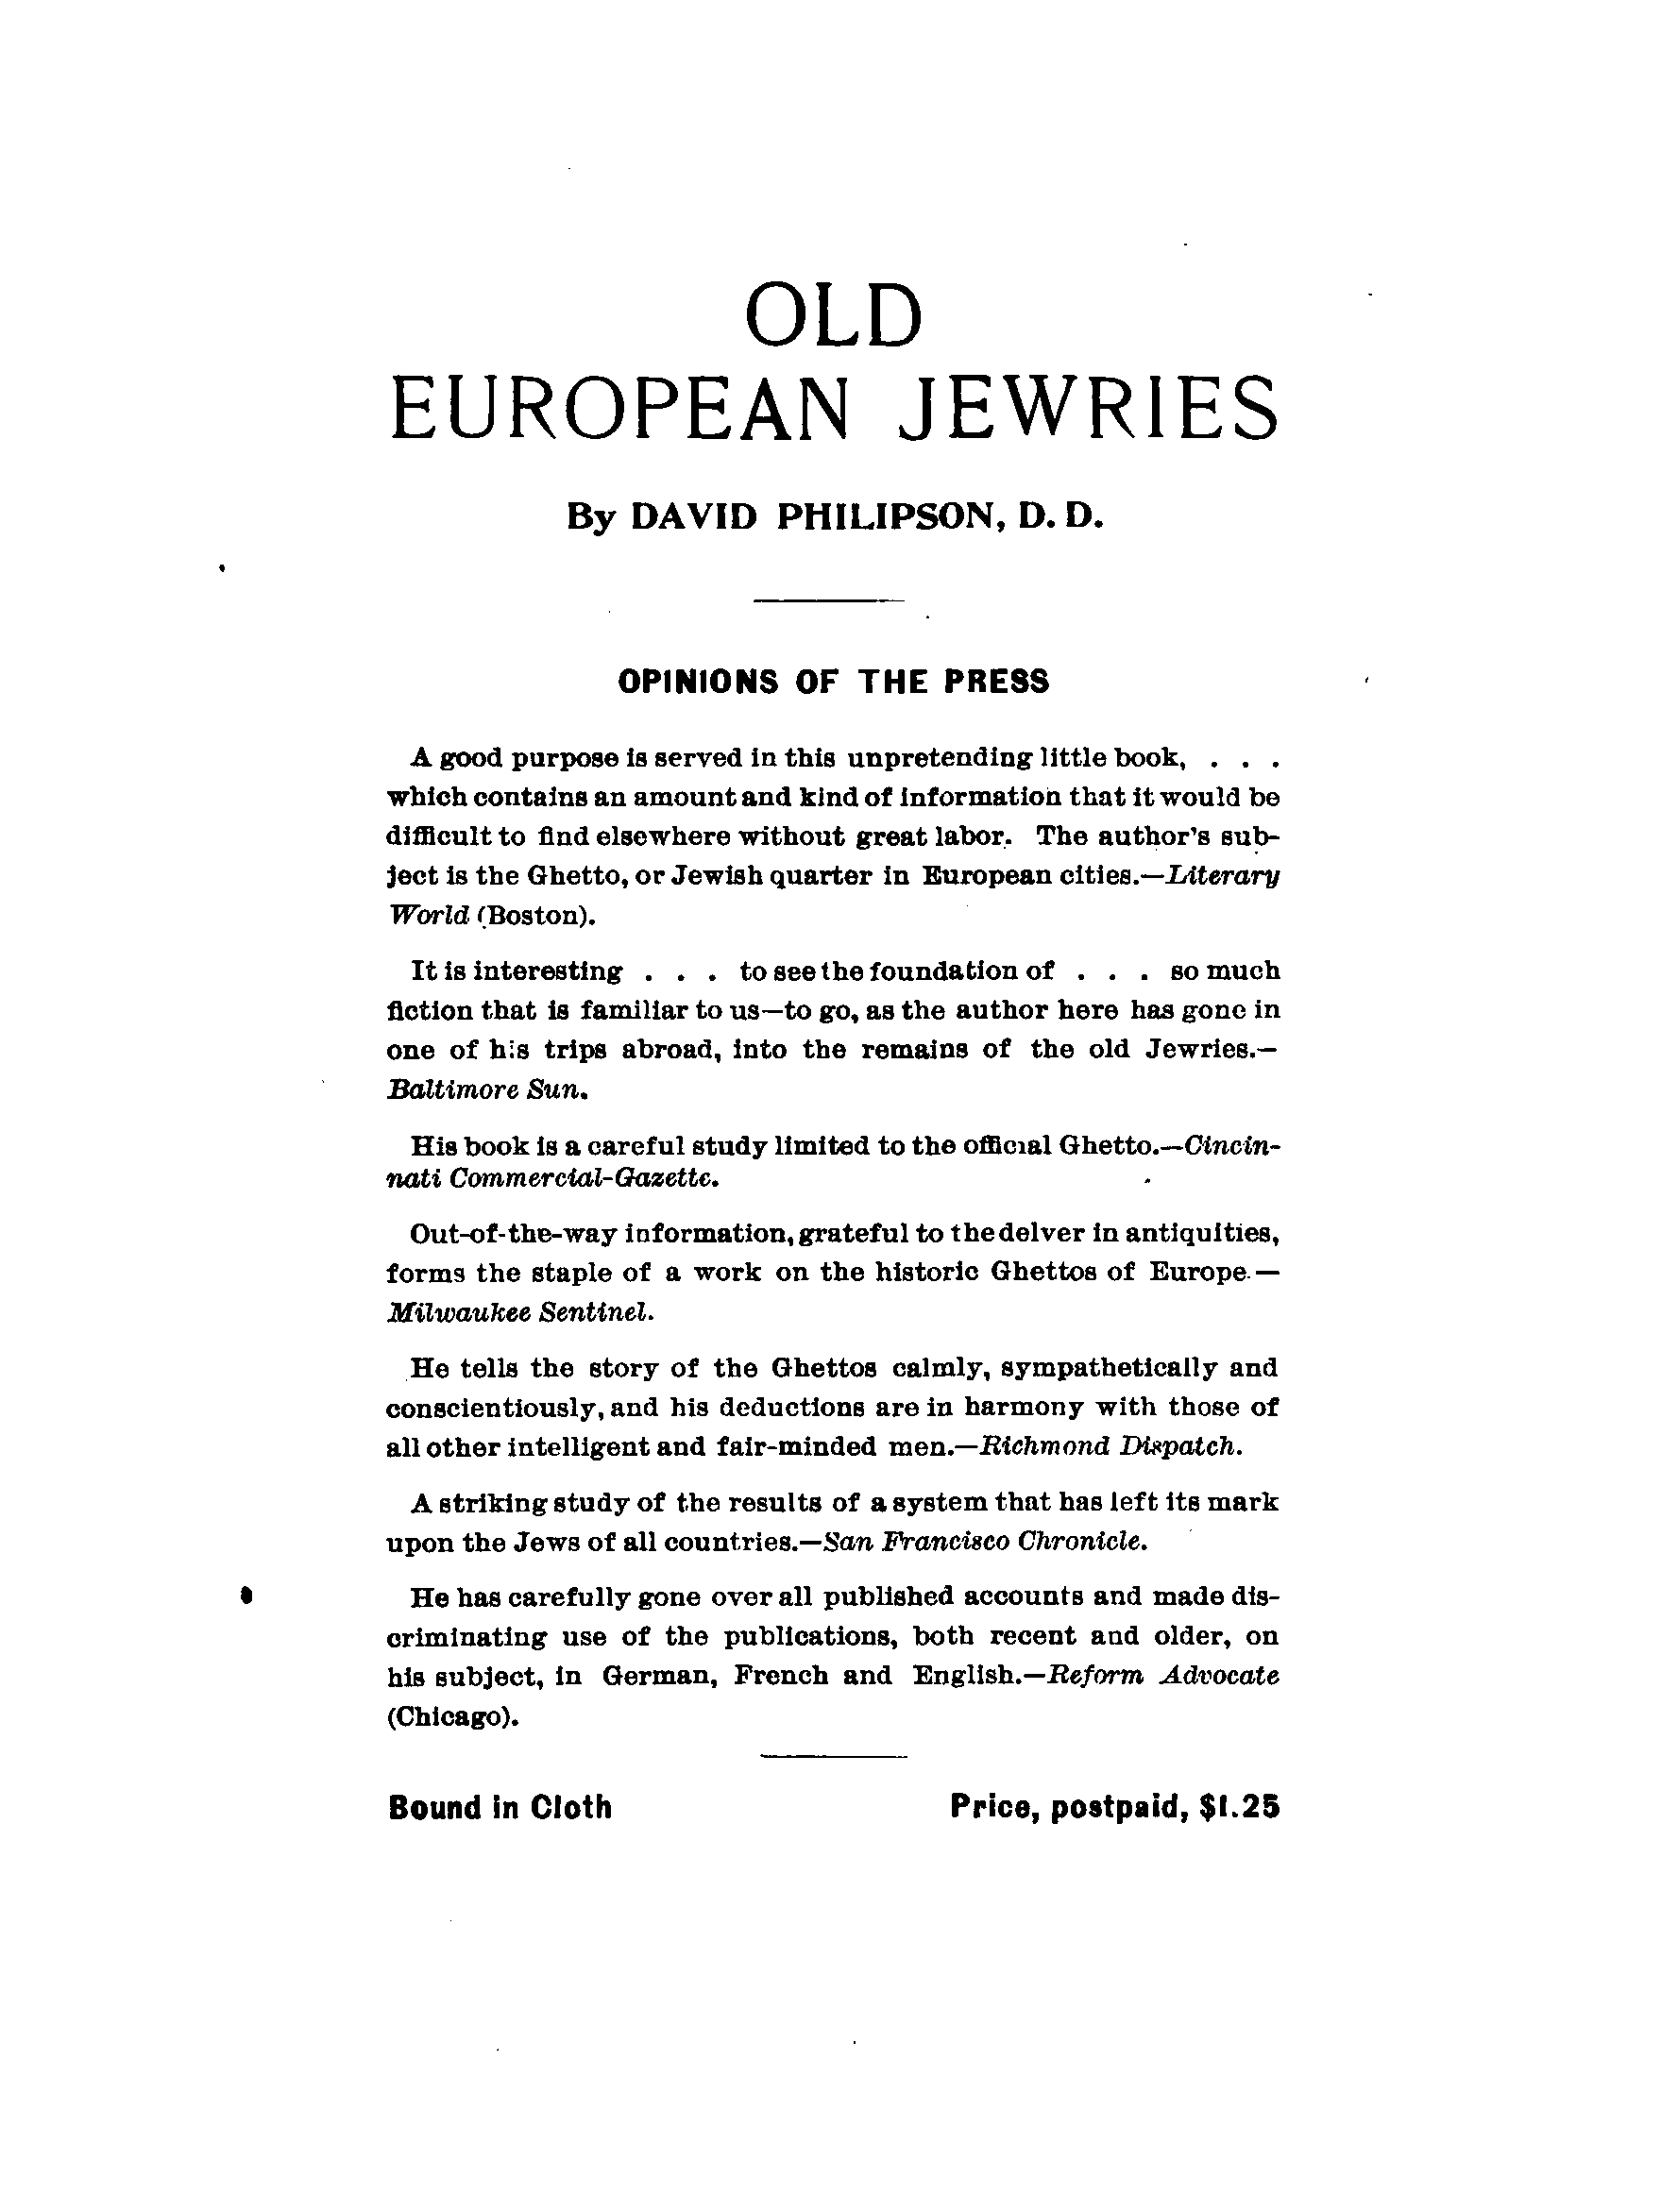 OLD
EUROPEAN JEWRIES
By DAVID PHILIPSON, D. D.
OPINIONS OF THE PRESS
A good purpose is served in this unpretending little book, . . .
which contains an amount and kind of information that it would be
difficult to find elsewhere without great labor. The author's sub-
ject is the Ghetto, or Jewish quarter in European cities.—Literary
World (Boston).
It is interesting . . . to see the foundation of . . . so much
fiction that is familiar to us—to go, as the author here has gone in
one of his trips abroad, into the remains of the old Jewries.—
Baltimore Sun.
His book is a careful study limited to the official Ghetto.—Cincin-
nati Commercial-Gazette.
Out-of-the-way information, grateful to the delver in antiquities,
forms the staple of a work on the historic Ghettos of Europe.—
Milwaukee Sentinel.
He tells the story of the Ghettos calmly, sympathetically and
conscientiously, and his deductions are in harmony with those of
all other intelligent and fair-minded men.—Richmond Dispatch.
A striking study of the results of a system that has left its mark
upon the Jews of all countries.—San Francisco Chronicle.
He has carefully gone over all published accounts and made dis-
criminating use of the publications, both recent and older, on
his subject, in German, French and English.—Reform Advocate
(Chicago).
Bound in Cloth Price, postpaid, $1.25